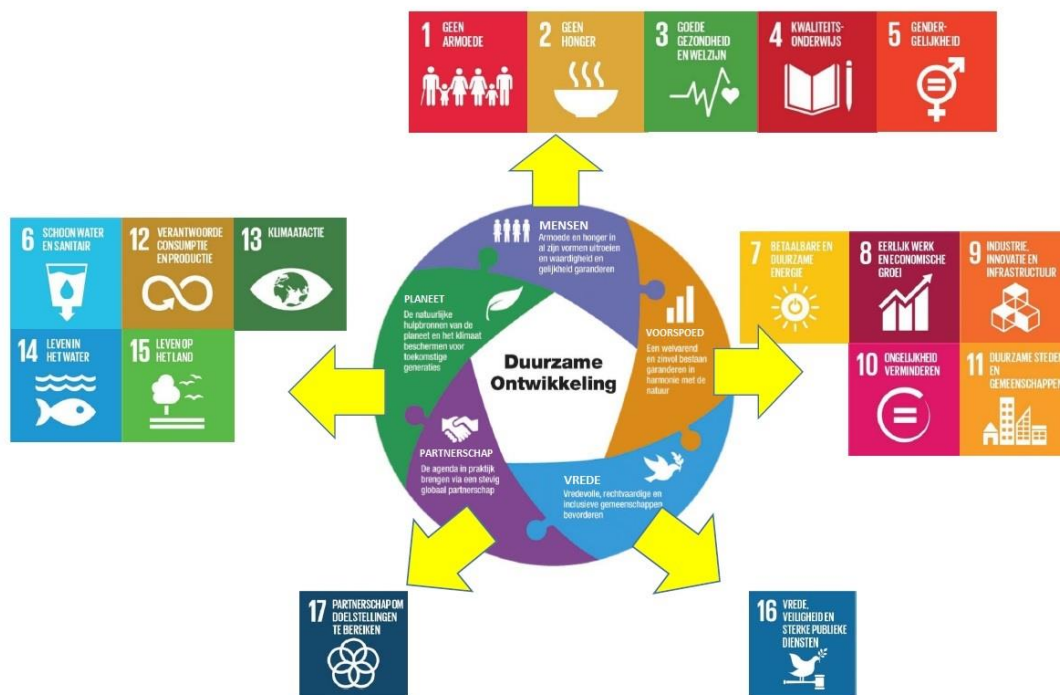 1 GEEN
ARMOEDE
2 GEEN
HONGER
3 GOEDE
GEZONDHEID
EN WELZIJN
4 KWALITEITS-
ONDERWIJS
5 GENDER-
GELIJKHEID
6 SCHOON WATER
EN SANITAIR
12 VERANTWOORDE
CONSUMPTIE
EN PRODUCTIE
13 KLIMAATACTIE
14 LEVEN IN
HET WATER
15 LEVEN OP
HET LAND
MENSEN
Armoede en honger in
al zijn vormen uitroeien
en waardigheid en
gelijkheid garanderen
PLANEET
De natuurlijke
hulpbronnen van de
planeet en het klimaat
beschermen voor
toekomstige
generaties
Duurzame
Ontwikkeling
VOORSPOED
Een welvarend
en zinvol bestaan
garanderen in
harmonie met de
natuur
PARTNERSCHAP
De agenda in praktijk
brengen via een stevig
globaal partnerschap
VREDE
Vredevolle, rechtvaardige en
inclusieve gemeenschappen
bevorderen
7 BETAALBARE EN
DUURZAME
ENERGIE
8 EERLIJK WERK
EN ECONOMISCHE
GROEI
9 INDUSTRIE,
INNOVATIE EN
INFRASTRUCTUUR
10 ONGELIJKHEID
VERMINDEREN
11 DUURZAME STEDEN
EN
GEMEENSCHAPPEN
17 PARTNERSCHAP OM
DOELSTELLINGEN
TE BEREIKEN
16 VREDE,
VEILIGHEID EN
STERKE PUBLIEKE
DIENSTEN